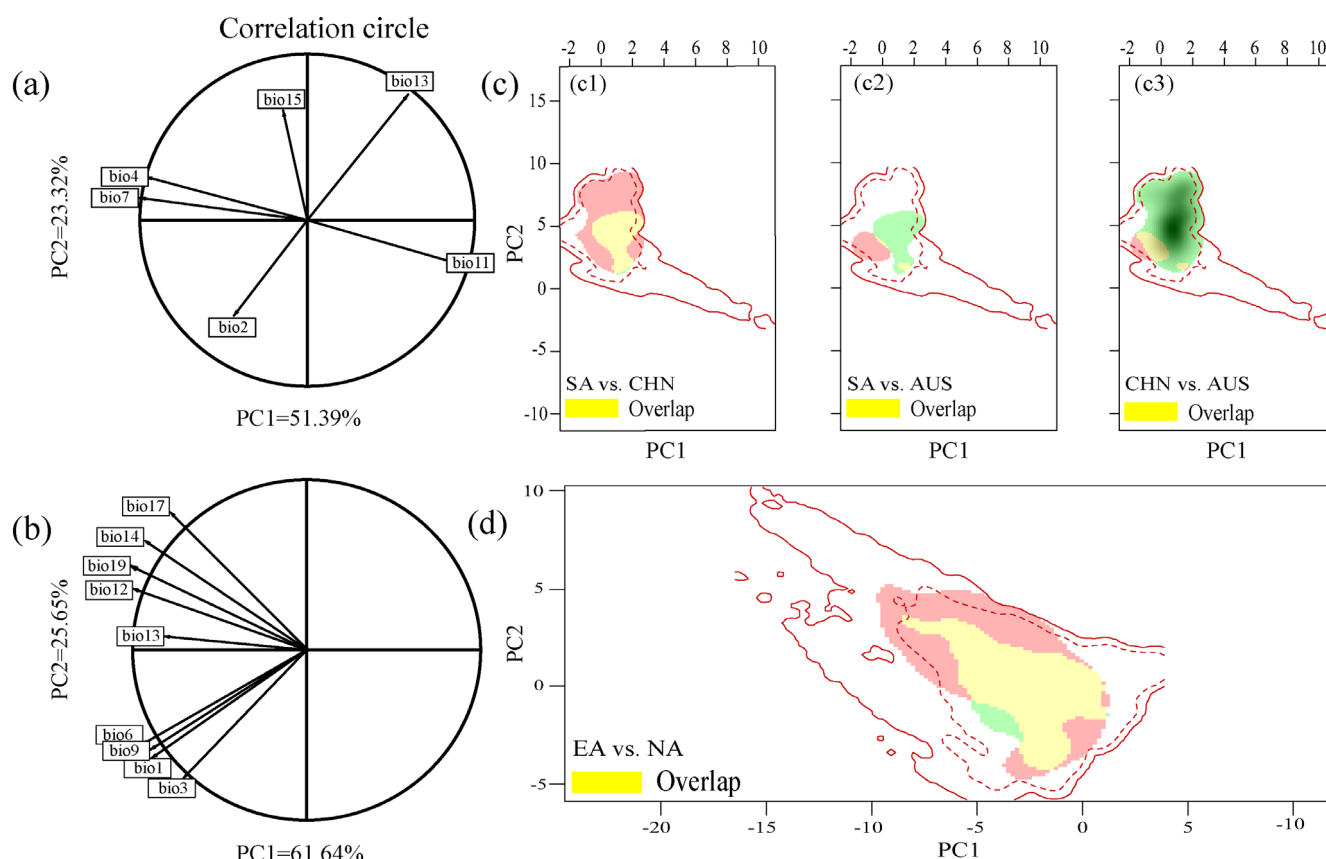 Correlation circle
(a)
bio13
bio15
bio4
bio7
bio11
bio2
PC2=23.32%
PC1=51.39%
(c)
-2 0 2 4 6 8 10
-2 0 2 4 6 8 10
-2 0 2 4 6 8 10
(c1)
(c2)
(c3)
15
10
5
0
-5
-10
PC2
SA vs. CHN
Overlap
SA vs. AUS
Overlap
CHN vs. AUS
Overlap
PC1
PC1
PC1
(b)
bio17
bio14
bio19
bio12
bio13
bio6
bio9
bio1
bio3
PC2=25.65%
PC1=61.64%
(d)
10
5
0
-5
PC2
EA vs. NA
Overlap
-20 -15 -10 -5 0 5 -10
PC1